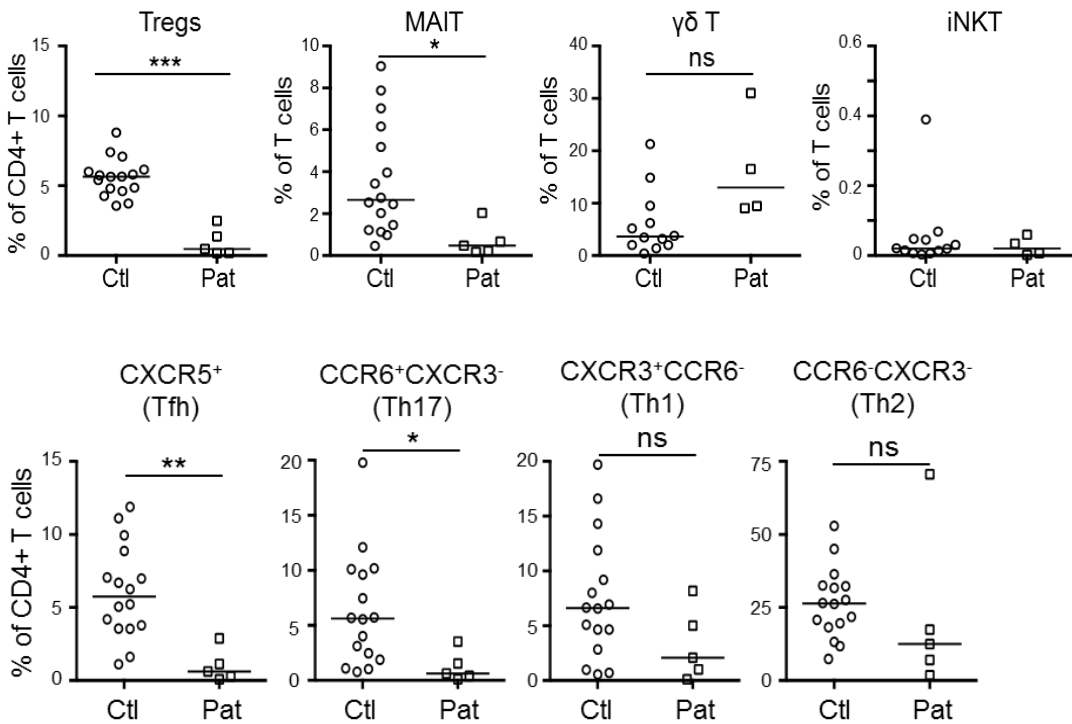 Tregs
% of CD4+ T cells
15
10
5
0
***
Ctl
Pat
MAIT
% of T cells
10
8
6
4
2
0
*
Ctl
Pat
γδ T
% of T cells
40
30
20
10
0
ns
Ctl
Pat
iNKT
% of T cells
0.6
0.4
0.2
0
Ctl
Pat
CXCR5⁺
(Tfh)
% of CD4+ T cells
15
10
5
0
**
Ctl
Pat
CCR6⁺CXCR3⁻
(Th17)
20
15
10
5
0
*
Ctl
Pat
CXCR3⁺CCR6⁻
(Th1)
20
15
10
5
0
ns
Ctl
Pat
CCR6⁻CXCR3⁻
(Th2)
75
50
25
0
ns
Ctl
Pat